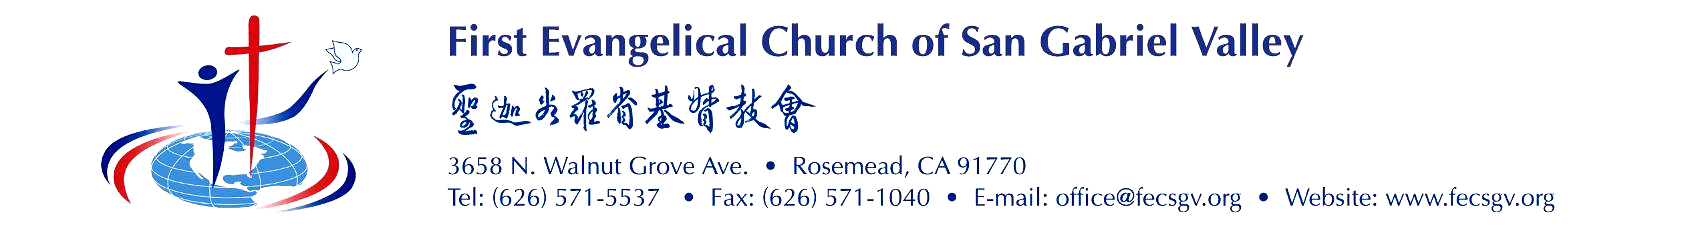 First Evangelical Church of San Gabriel Valley
聖迦谷羅省基督教會
3658 N. Walnut Grove Ave. • Rosemead, CA 91770
Tel: (626) 571-5537 • Fax: (626) 571-1040 • E-mail: office@fecsgv.org • Website: www.fecsgv.org